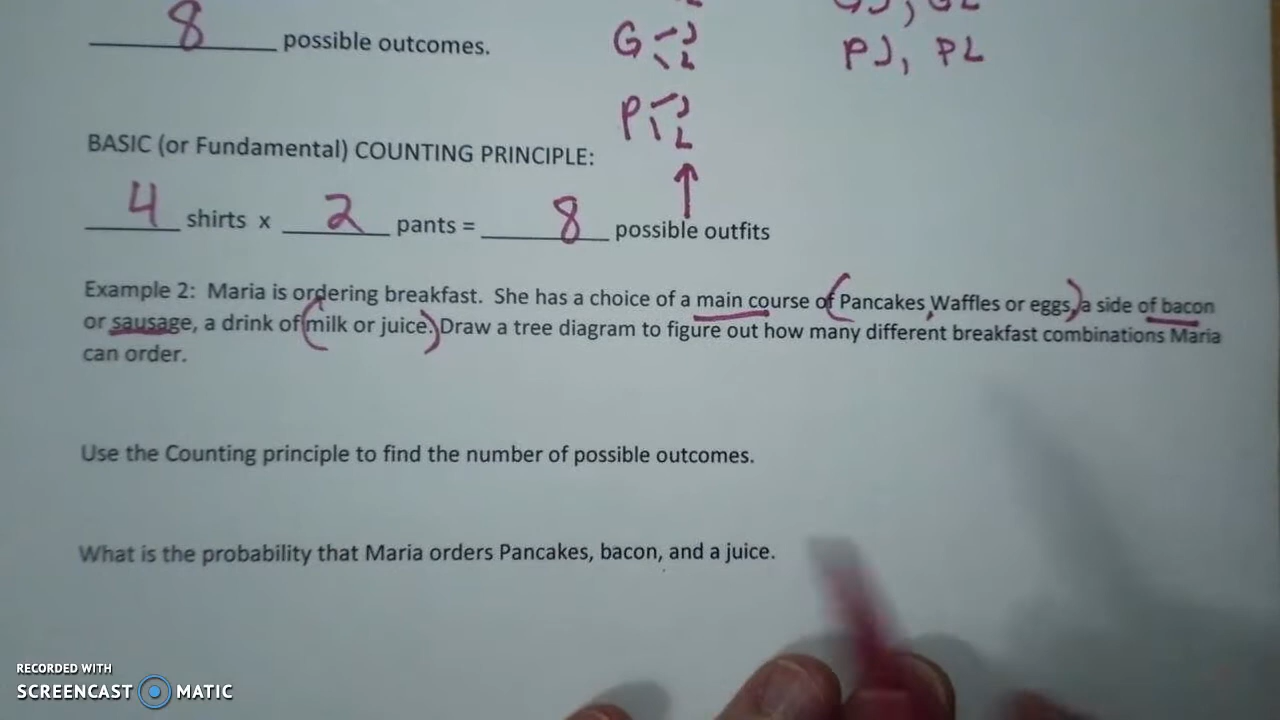 8 possible outcomes.
G J
L
PJ, PL
P J
L
BASIC (or Fundamental) COUNTING PRINCIPLE:
4 shirts x 2 pants = 8 possible outfits
Example 2: Maria is ordering breakfast. She has a choice of a main course of (Pancakes, Waffles or eggs,) a side of bacon
or sausage, a drink of (milk or juice.) Draw a tree diagram to figure out how many different breakfast combinations Maria
can order.
Use the Counting principle to find the number of possible outcomes.
What is the probability that Maria orders Pancakes, bacon, and a juice.
RECORDED WITH
SCREENCAST MATIC